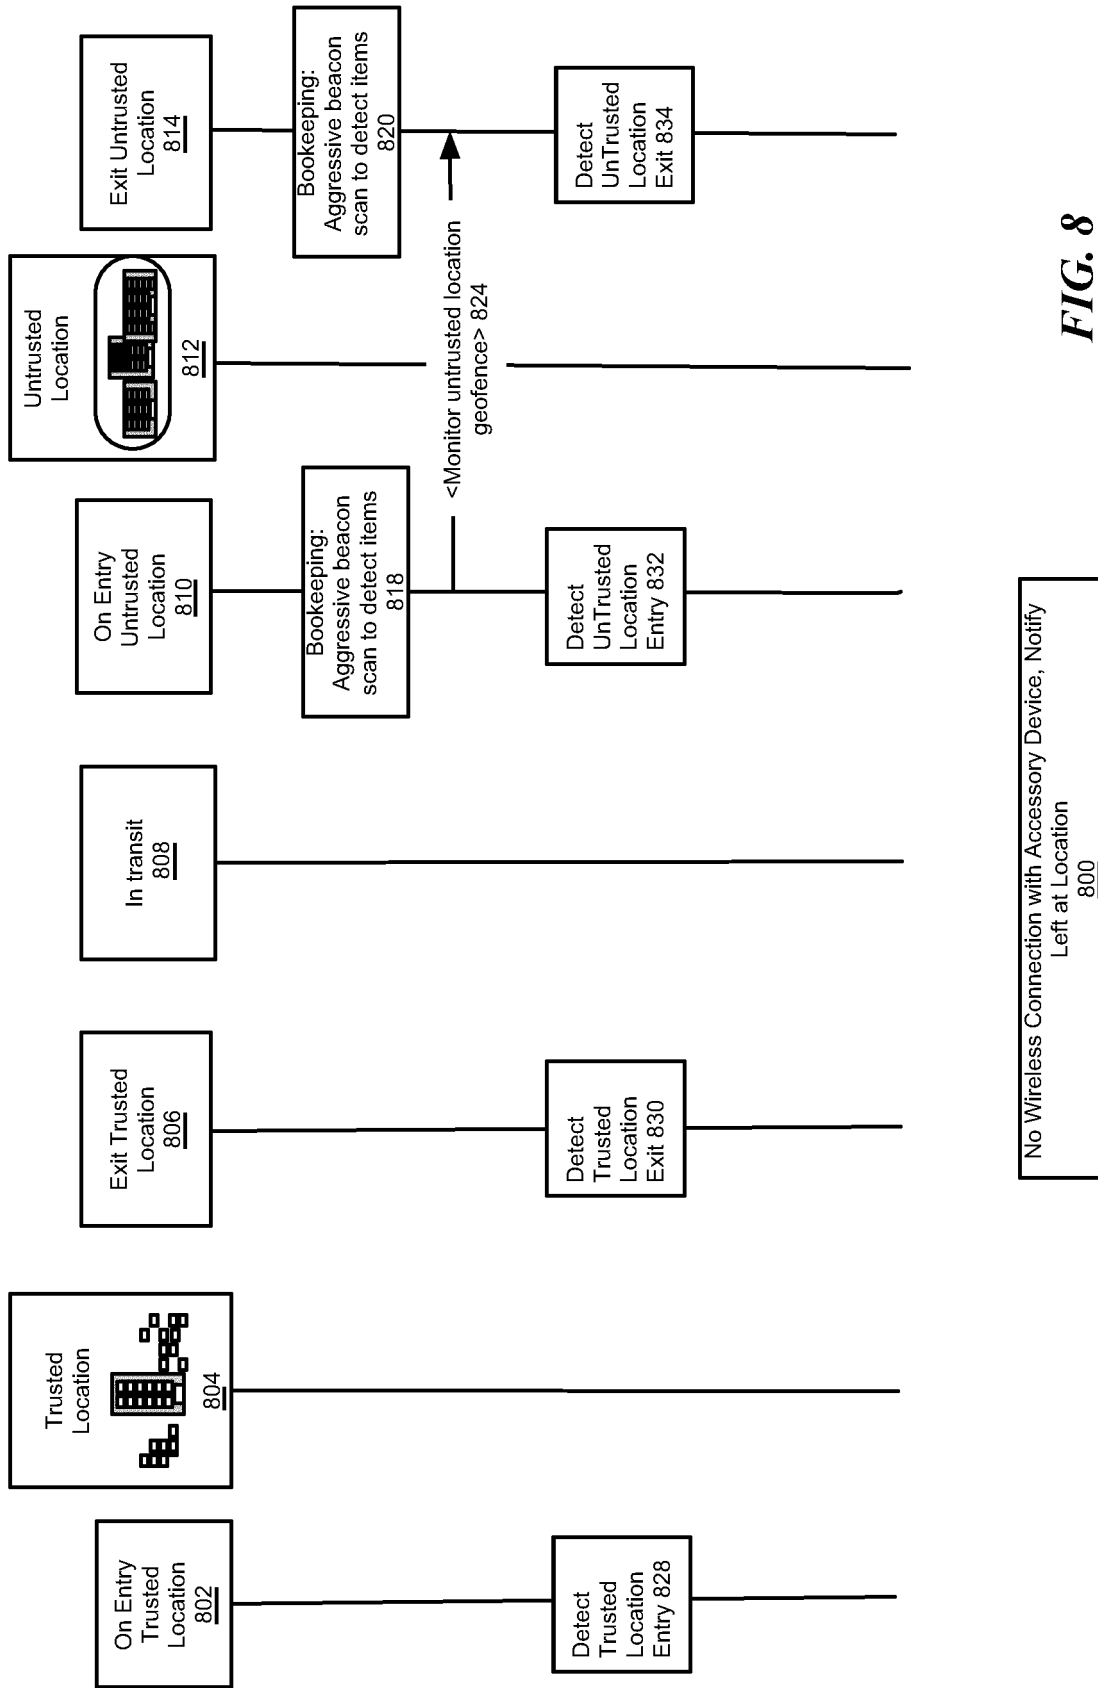 On Entry
Trusted
Location
802
Trusted
Location
804
Exit Trusted
Location
806
In transit
808
On Entry
Untrusted
Location
810
Untrusted
Location
812
Exit Untrusted
Location
814
Bookeeping:
Aggressive beacon
scan to detect items
818
Bookeeping:
Aggressive beacon
scan to detect items
820
<Monitor untrusted location
geofence> 824
Detect
Trusted
Location
Entry 828
Detect
Trusted
Location
Exit 830
Detect
UnTrusted
Location
Entry 832
Detect
UnTrusted
Location
Exit 834
No Wireless Connection with Accessory Device, Notify
Left at Location
800
FIG. 8